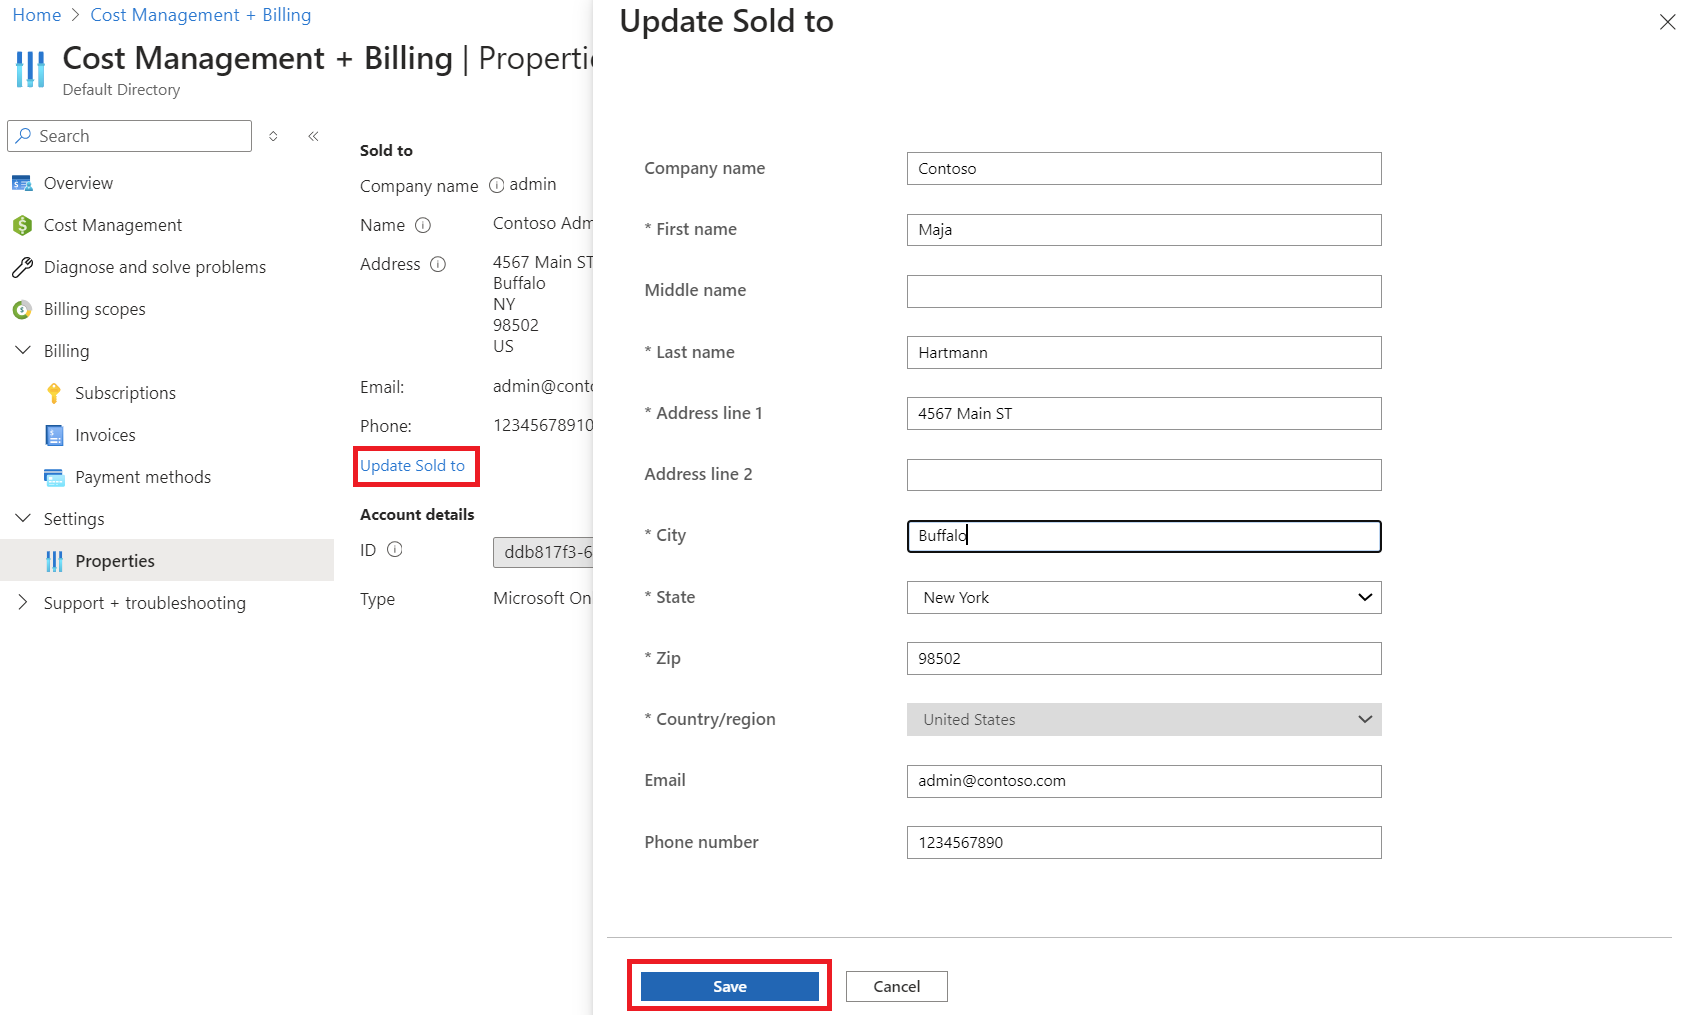 Home > Cost Management + Billing
Cost Management + Billing | Properti
Default Directory
Search
Overview
Cost Management
Diagnose and solve problems
Billing scopes
Billing
Subscriptions
Invoices
Payment methods
Settings
Properties
Support + troubleshooting
Sold to
Company name admin
Name Contoso Adm
Address 4567 Main ST
Buffalo
NY
98502
US
Email: admin@conto
Phone: 12345678910
Update Sold to
Account details
ID ddb817f3-6
Type Microsoft On
Update Sold to
Company name Contoso
* First name Maja
Middle name
* Last name Hartmann
* Address line 1 4567 Main ST
Address line 2
* City Buffalo
* State New York
* Zip 98502
* Country/region United States
Email admin@contoso.com
Phone number 1234567890
Save Cancel